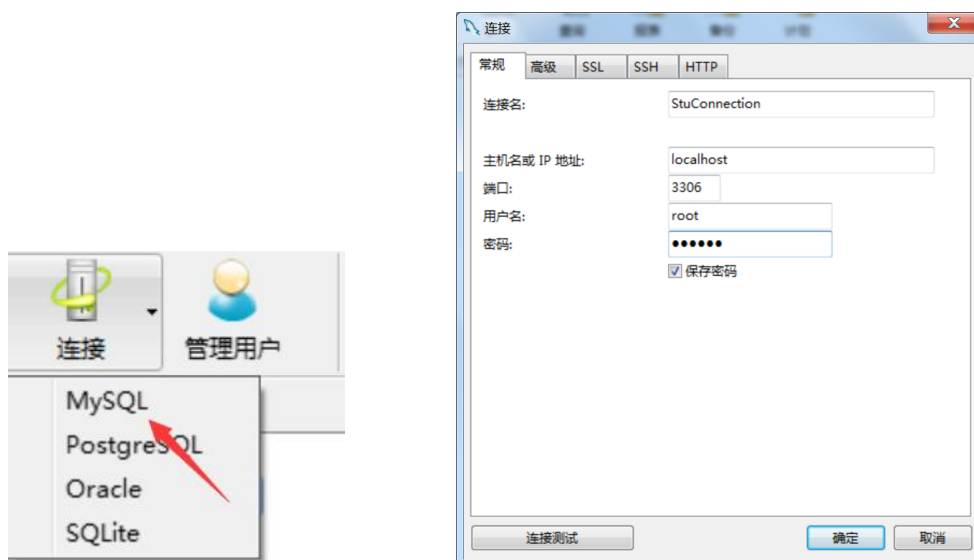 连接
管理用户
MySQL
PostgreSQL
Oracle
SQLite
连接
常规
高级
SSL
SSH
HTTP
连接名:
StuConnection
主机名或 IP 地址:
localhost
端口:
3306
用户名:
root
密码:
●●●●●●
保存密码
连接测试
确定
取消